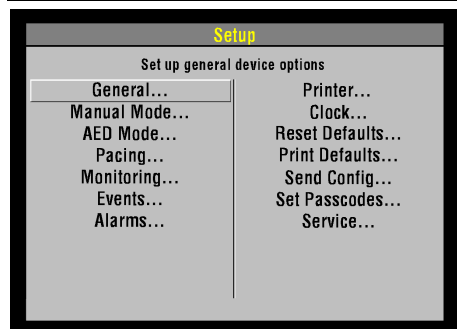 Setup
Set up general device options
General...
Manual Mode...
AED Mode...
Pacing...
Monitoring...
Events...
Alarms...
Printer...
Clock...
Reset Defaults...
Print Defaults...
Send Config...
Set Passcodes...
Service...